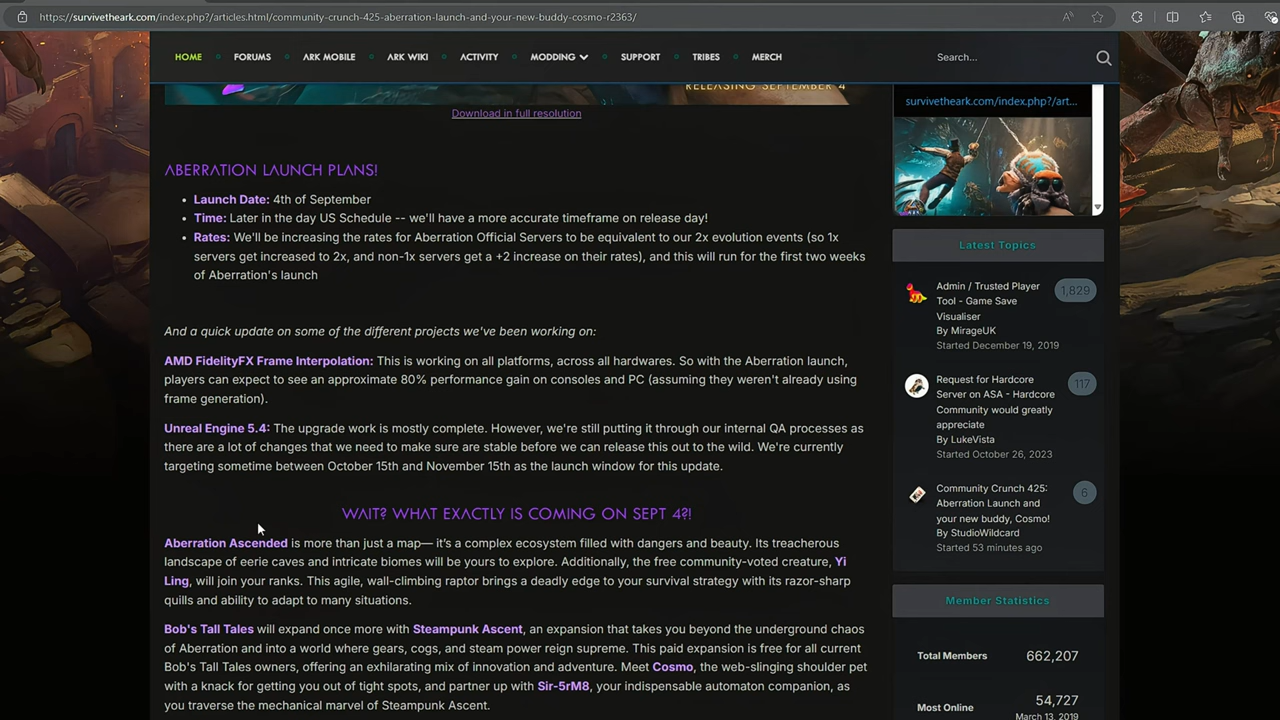 https://survivetheark.com/index.php?/articles.html/community-crunch-425-aberration-launch-and-your-new-buddy-cosmo-r2363/
HOME FORUMS ARK MOBILE ARK WIKI ACTIVITY MODDING SUPPORT TRIBES MERCH
Search...
RELEASING SEPTEMBER 4
Download in full resolution
ABERRATION LAUNCH PLANS!
Launch Date: 4th of September
Time: Later in the day US Schedule -- we'll have a more accurate timeframe on release day!
Rates: We'll be increasing the rates for Aberration Official Servers to be equivalent to our 2x evolution events (so 1x
servers get increased to 2x, and non-1x servers get a +2 increase on their rates), and this will run for the first two weeks
of Aberration's launch
And a quick update on some of the different projects we've been working on:
AMD FidelityFX Frame Interpolation: This is working on all platforms, across all hardwares. So with the Aberration launch,
players can expect to see an approximate 80% performance gain on consoles and PC (assuming they weren't already using
frame generation).
Unreal Engine 5.4: The upgrade work is mostly complete. However, we're still putting it through our internal QA processes as
there are a lot of changes that we need to make sure are stable before we can release this out to the wild. We're currently
targeting sometime between October 15th and November 15th as the launch window for this update.
WAIT? WHAT EXACTLY IS COMING ON SEPT 4?!
Aberration Ascended is more than just a map— it's a complex ecosystem filled with dangers and beauty. Its treacherous
landscape of eerie caves and intricate biomes will be yours to explore. Additionally, the free community-voted creature, Yi
Ling, will join your ranks. This agile, wall-climbing raptor brings a deadly edge to your survival strategy with its razor-sharp
quills and ability to adapt to many situations.
Bob's Tall Tales will expand once more with Steampunk Ascent, an expansion that takes you beyond the underground chaos
of Aberration and into a world where gears, cogs, and steam power reign supreme. This paid expansion is free for all current
Bob's Tall Tales owners, offering an exhilarating mix of innovation and adventure. Meet Cosmo, the web-slinging shoulder pet
with a knack for getting you out of tight spots, and partner up with Sir-5rM8, your indispensable automaton companion, as
you traverse the mechanical marvel of Steampunk Ascent.
survivetheark.com/index.php?/art...
Latest Topics
Admin / Trusted Player
Tool - Game Save
Visualiser
By MirageUK
Started December 19, 2019
1,829
Request for Hardcore
Server on ASA - Hardcore
Community would greatly
appreciate
By LukeVista
Started October 26, 2023
117
Community Crunch 425:
Aberration Launch and
your new buddy, Cosmo!
By StudioWildcard
Started 53 minutes ago
6
Member Statistics
Total Members 662,207
Most Online 54,727
March 13, 2019